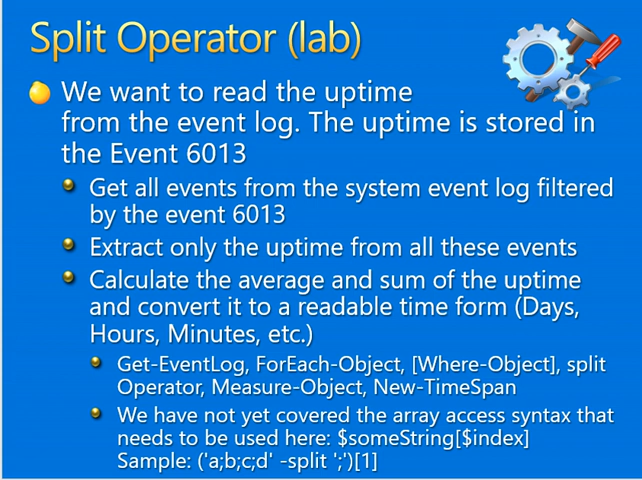 Split Operator (lab)
We want to read the uptime
from the event log. The uptime is stored in
the Event 6013
Get all events from the system event log filtered
by the event 6013
Extract only the uptime from all these events
Calculate the average and sum of the uptime
and convert it to a readable time form (Days,
Hours, Minutes, etc.)
Get-EventLog, ForEach-Object, [Where-Object], split
Operator, Measure-Object, New-TimeSpan
We have not yet covered the array access syntax that
needs to be used here: $someString[$index]
Sample: ('a;b;c;d' -split ';')[1]